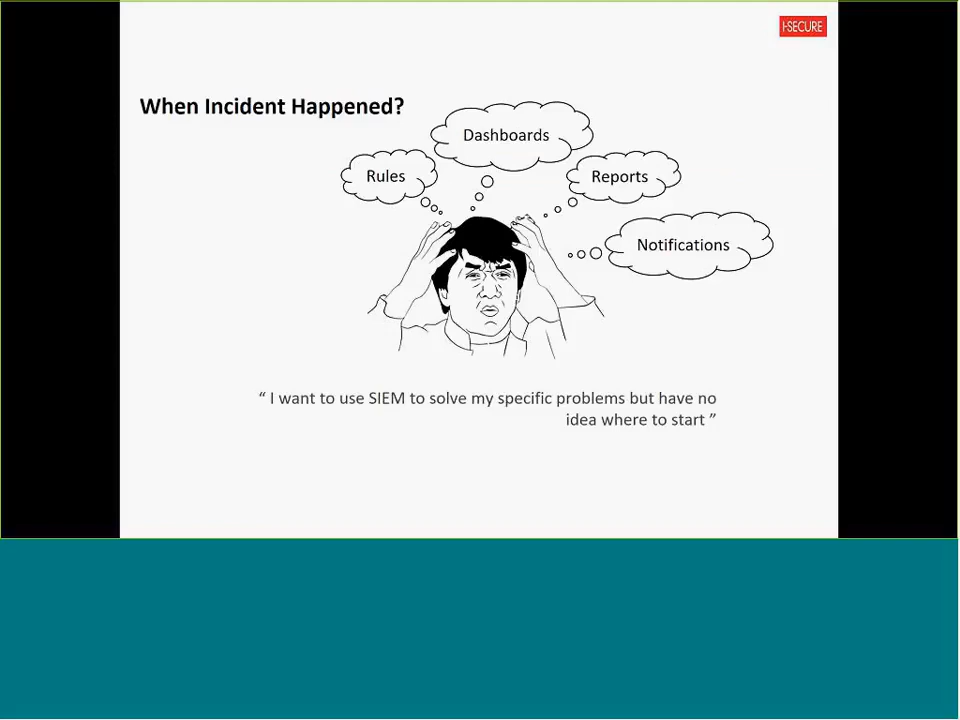 I-SECURE
When Incident Happened?
Dashboards
Rules
Reports
Notifications
“ I want to use SIEM to solve my specific problems but have no
idea where to start ”